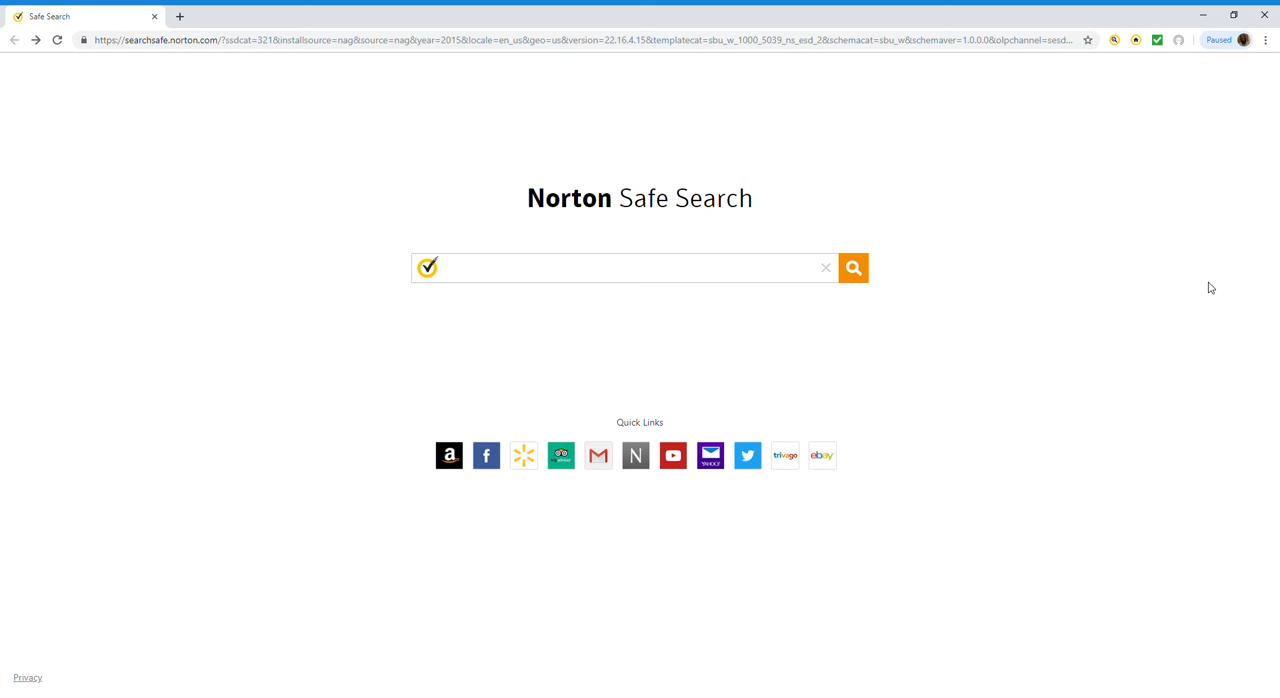 Safe Search
https://searchsafe.norton.com/?ssdcat=321&installsource=nag&source=nag&year=2015&locale=en_us&geo=us&version=22.16.4.15&templatecat=sbu_w_1000_5039_ns_esd_2&schemacat=sbu_w&schemaver=1.0.0.0&olpchannel=sesd...
Paused
Norton Safe Search
Quick Links
a f N YAHOO! trivago ebay
Privacy